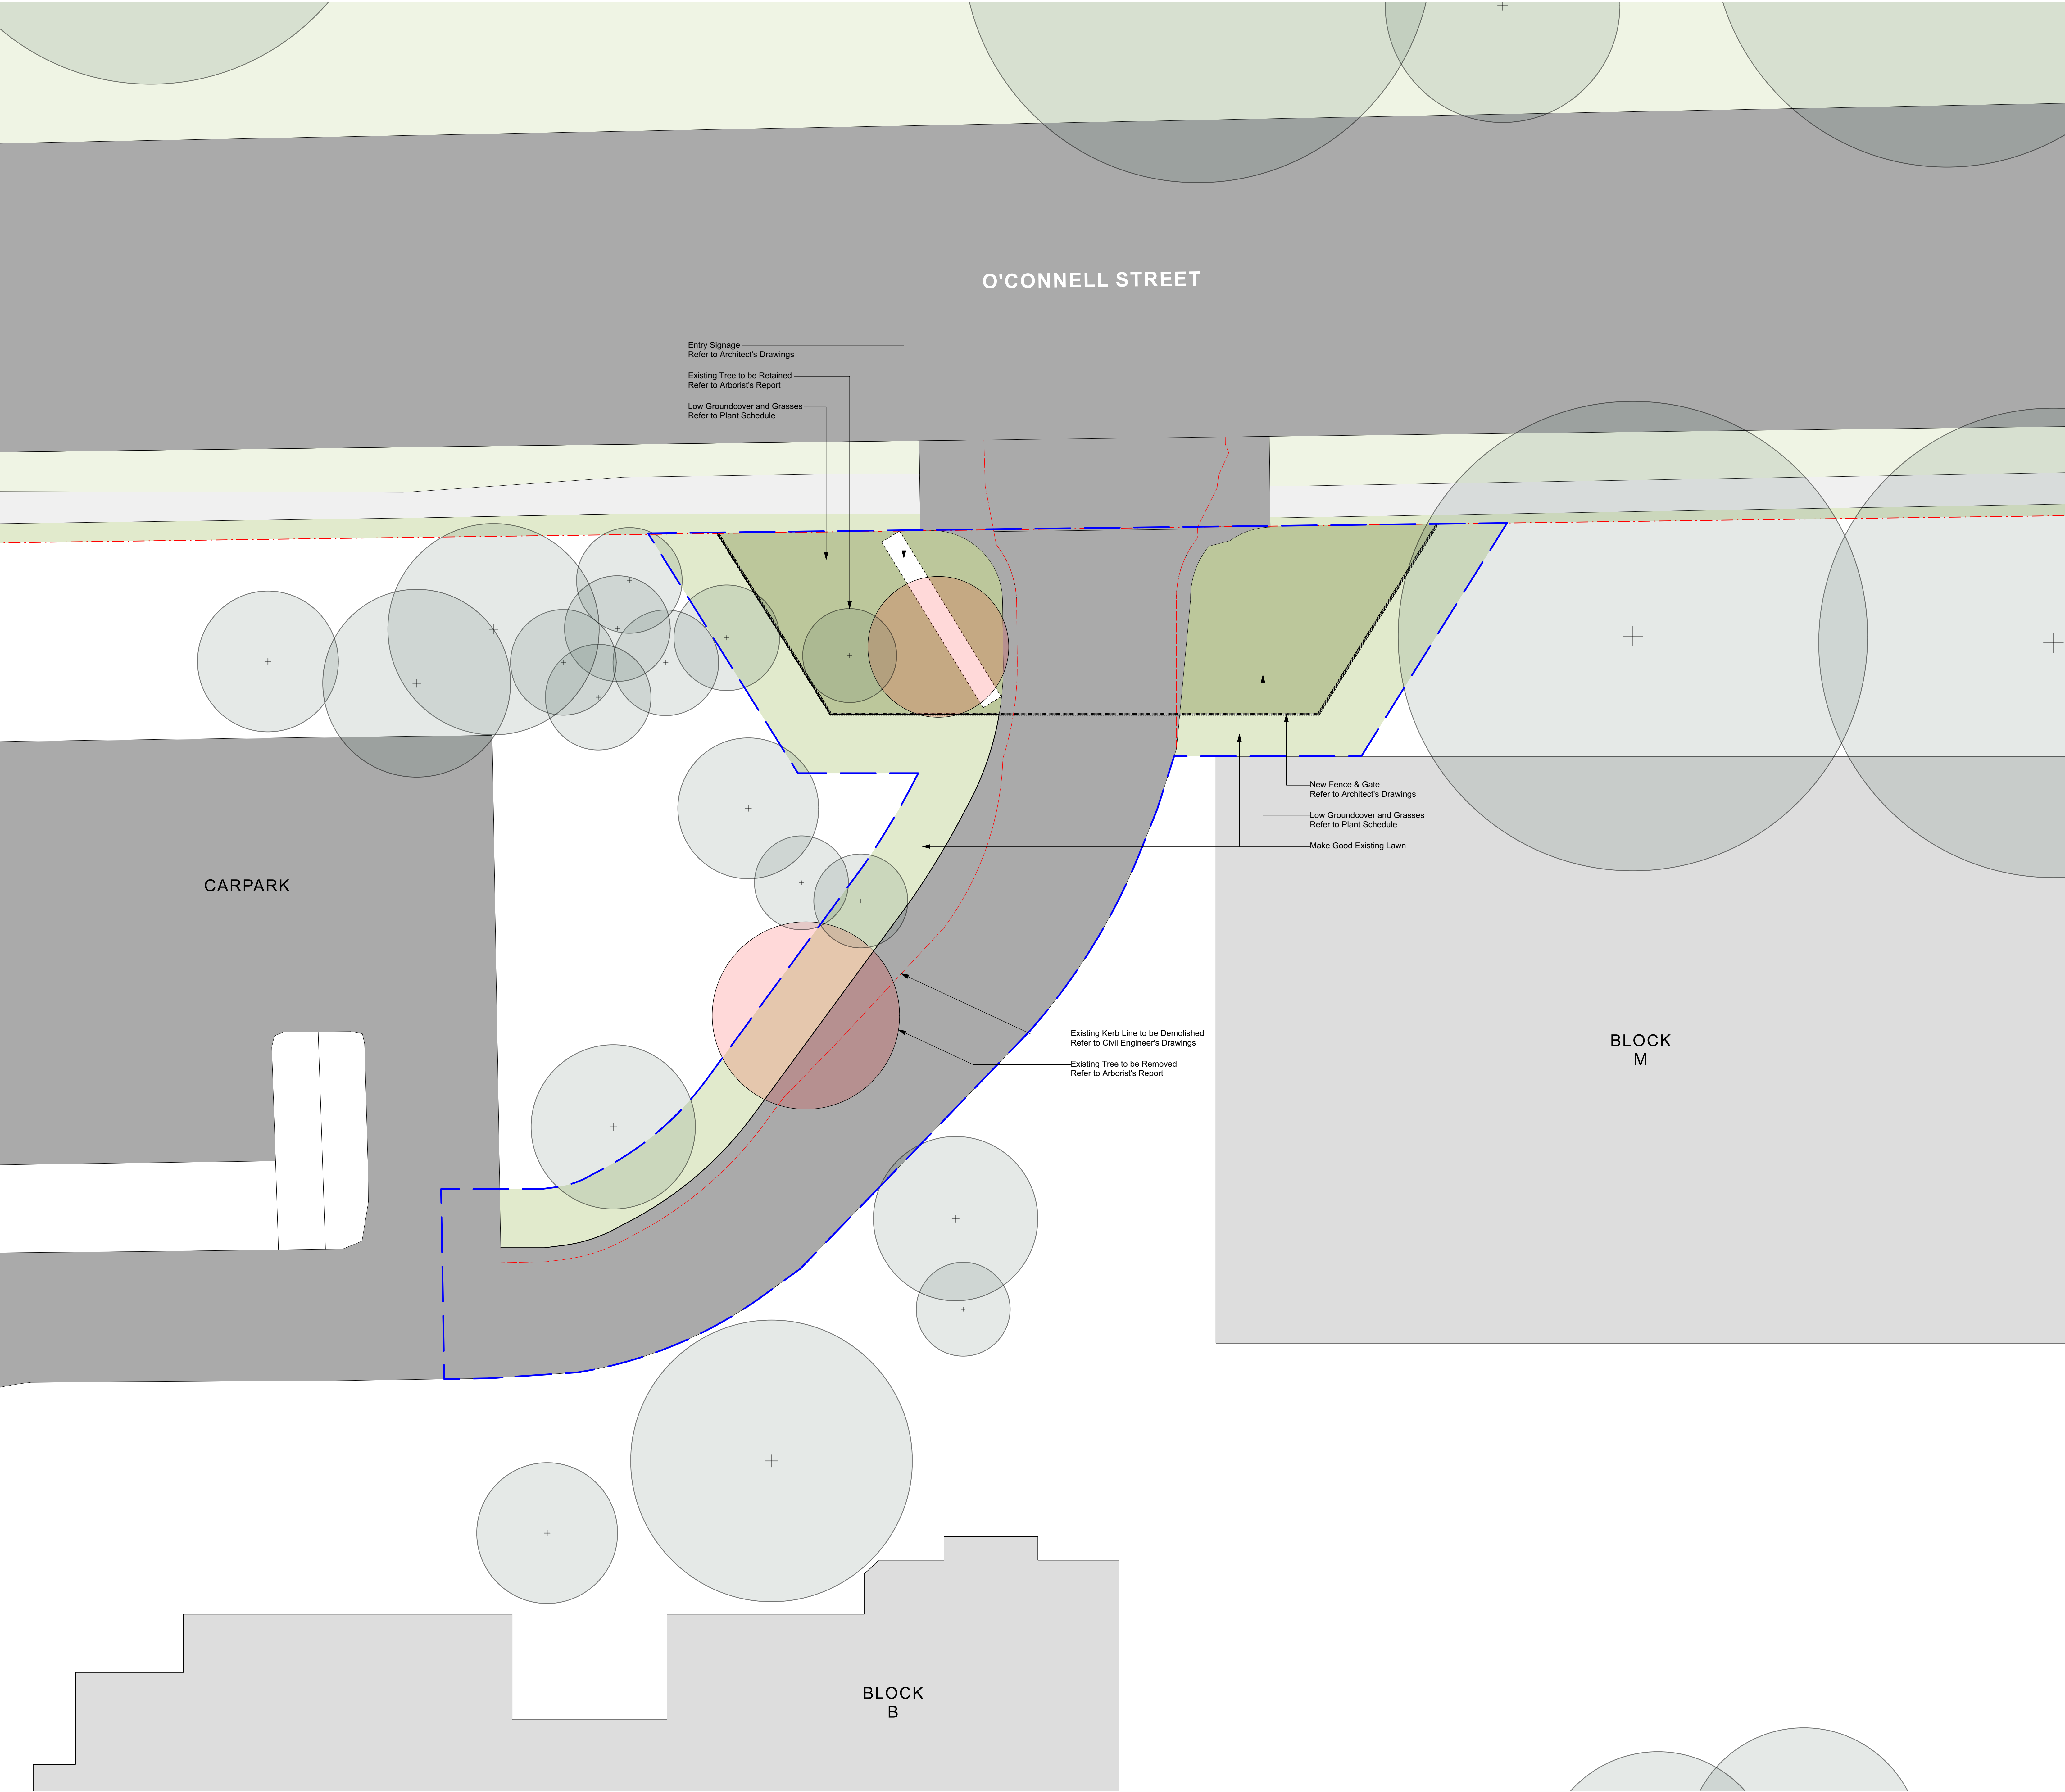 O'CONNELL STREET
Entry Signage
Refer to Architect's Drawings
Existing Tree to be Retained
Refer to Arborist's Report
Low Groundcover and Grasses
Refer to Plant Schedule
New Fence & Gate
Refer to Architect's Drawings
Low Groundcover and Grasses
Refer to Plant Schedule
Make Good Existing Lawn
CARPARK
Existing Kerb Line to be Demolished
Refer to Civil Engineer's Drawings
Existing Tree to be Removed
Refer to Arborist's Report
BLOCK
M
BLOCK
B